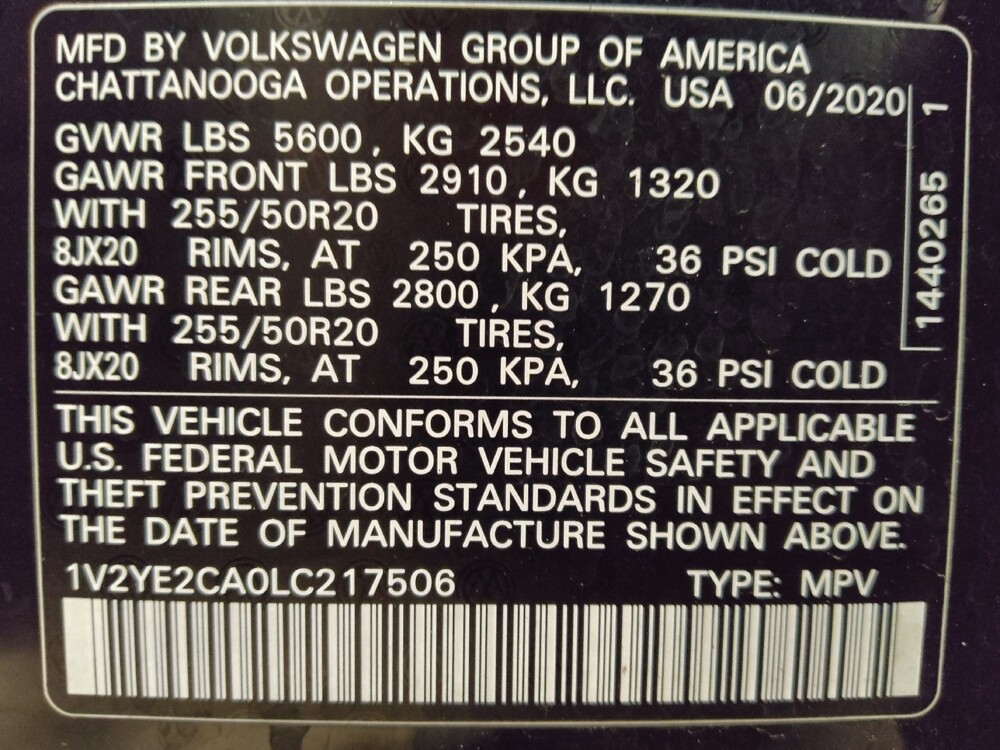 MFD BY VOLKSWAGEN GROUP OF AMERICA
CHATTANOOGA OPERATIONS, LLC. USA 06/2020
GVWR LBS 5600, KG 2540
GAWR FRONT LBS 2910, KG 1320
WITH 255/50R20 TIRES,
8JX20 RIMS, AT 250 KPA, 36 PSI COLD
GAWR REAR LBS 2800, KG 1270
WITH 255/50R20 TIRES,
8JX20 RIMS, AT 250 KPA, 36 PSI COLD
1440265 1
THIS VEHICLE CONFORMS TO ALL APPLICABLE
U.S. FEDERAL MOTOR VEHICLE SAFETY AND
THEFT PREVENTION STANDARDS IN EFFECT ON
THE DATE OF MANUFACTURE SHOWN ABOVE.
1V2YE2CA0LC217506 TYPE: MPV